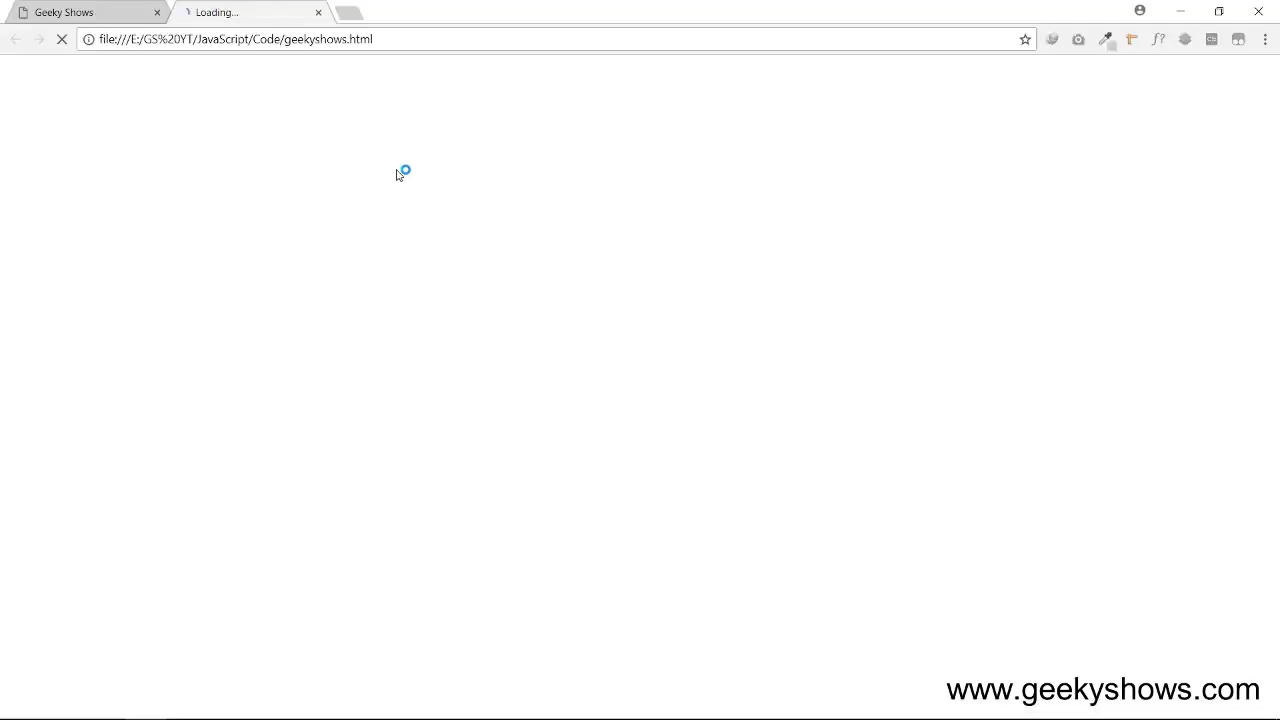 Geeky Shows
Loading...
file:///E:/GS%20YT/JavaScript/Code/geekyshows.html
f?
www.geekyshows.com